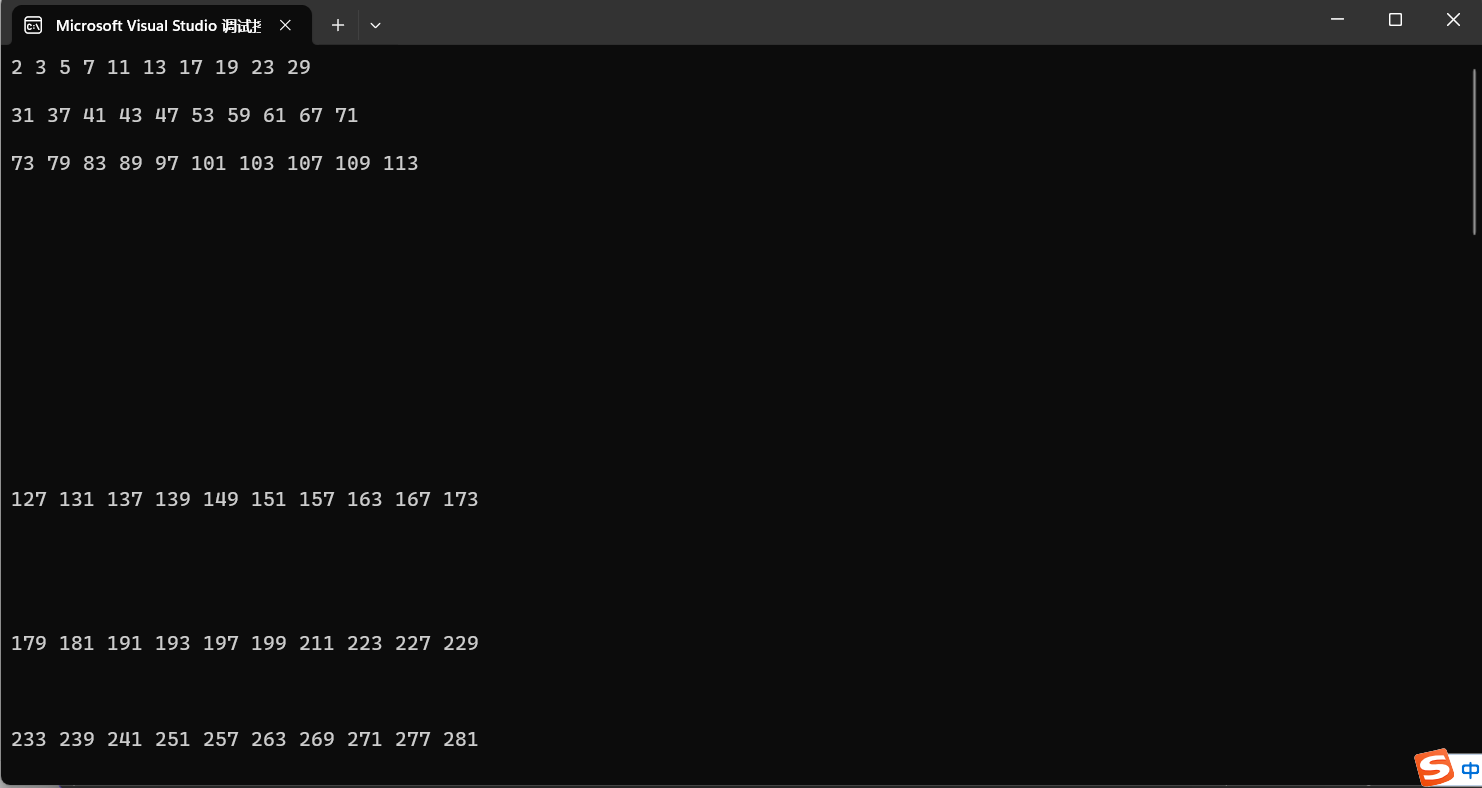 Microsoft Visual Studio 调试
2 3 5 7 11 13 17 19 23 29
31 37 41 43 47 53 59 61 67 71
73 79 83 89 97 101 103 107 109 113
127 131 137 139 149 151 157 163 167 173
179 181 191 193 197 199 211 223 227 229
233 239 241 251 257 263 269 271 277 281
中